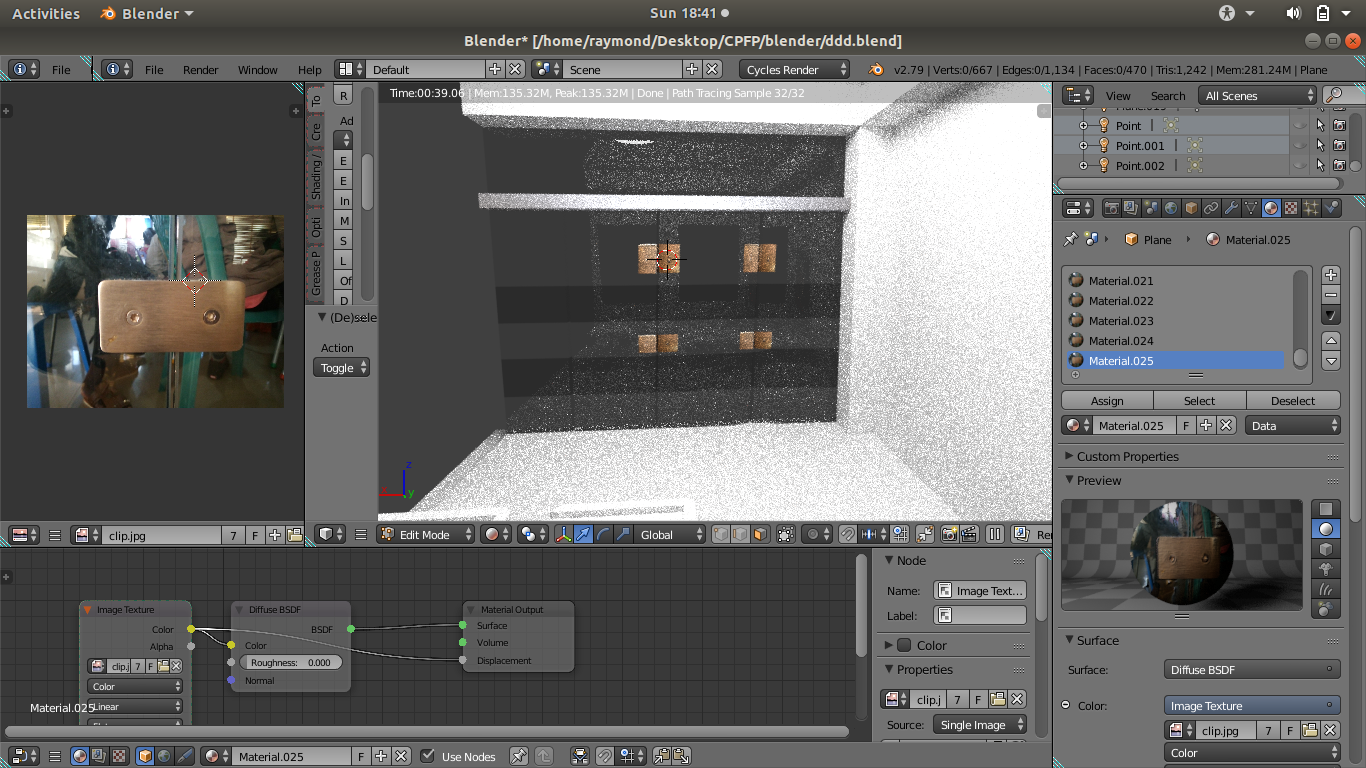 Activities Blender Sun 18:41
Blender* [/home/raymond/Desktop/CPFP/blender/ddd.blend]
File File Render Window Help Default Scene Cycles Render v2.79 | Verts:0/667 | Edges:0/1,134 | Faces:0/470 | Tris:1,242 | Mem:281.24M | Plane
Time:00:39.06 | Mem:135.32M, Peak:135.32M | Done | Path Tracing Sample 32/32
View Search All Scenes
Point
Point.001
Point.002
To
Cre
Shading /
Opti
Grease P
R
Ad
E
E
In
M
S
L
Of
D
(De)sele
Action
Toggle
z
y
Plane Material.025
Material.021
Material.022
Material.023
Material.024
Material.025
Assign Select Deselect
Material.025 F Data
Custom Properties
Preview
Surface
Surface: Diffuse BSDF
Color: Image Texture
clip.jpg 7 F
Color
clip.jpg 7 F
Edit Mode Global Re
Image Texture
Color
Alpha
clip.j 7 F
Color
Linear
Diffuse BSDF
BSDF
Color
Roughness: 0.000
Normal
Material Output
Surface
Volume
Displacement
Material.025
Node
Name: Image Text...
Label:
Color
Properties
clip.j 7 F
Source: Single Image
Material.025 F Use Nodes